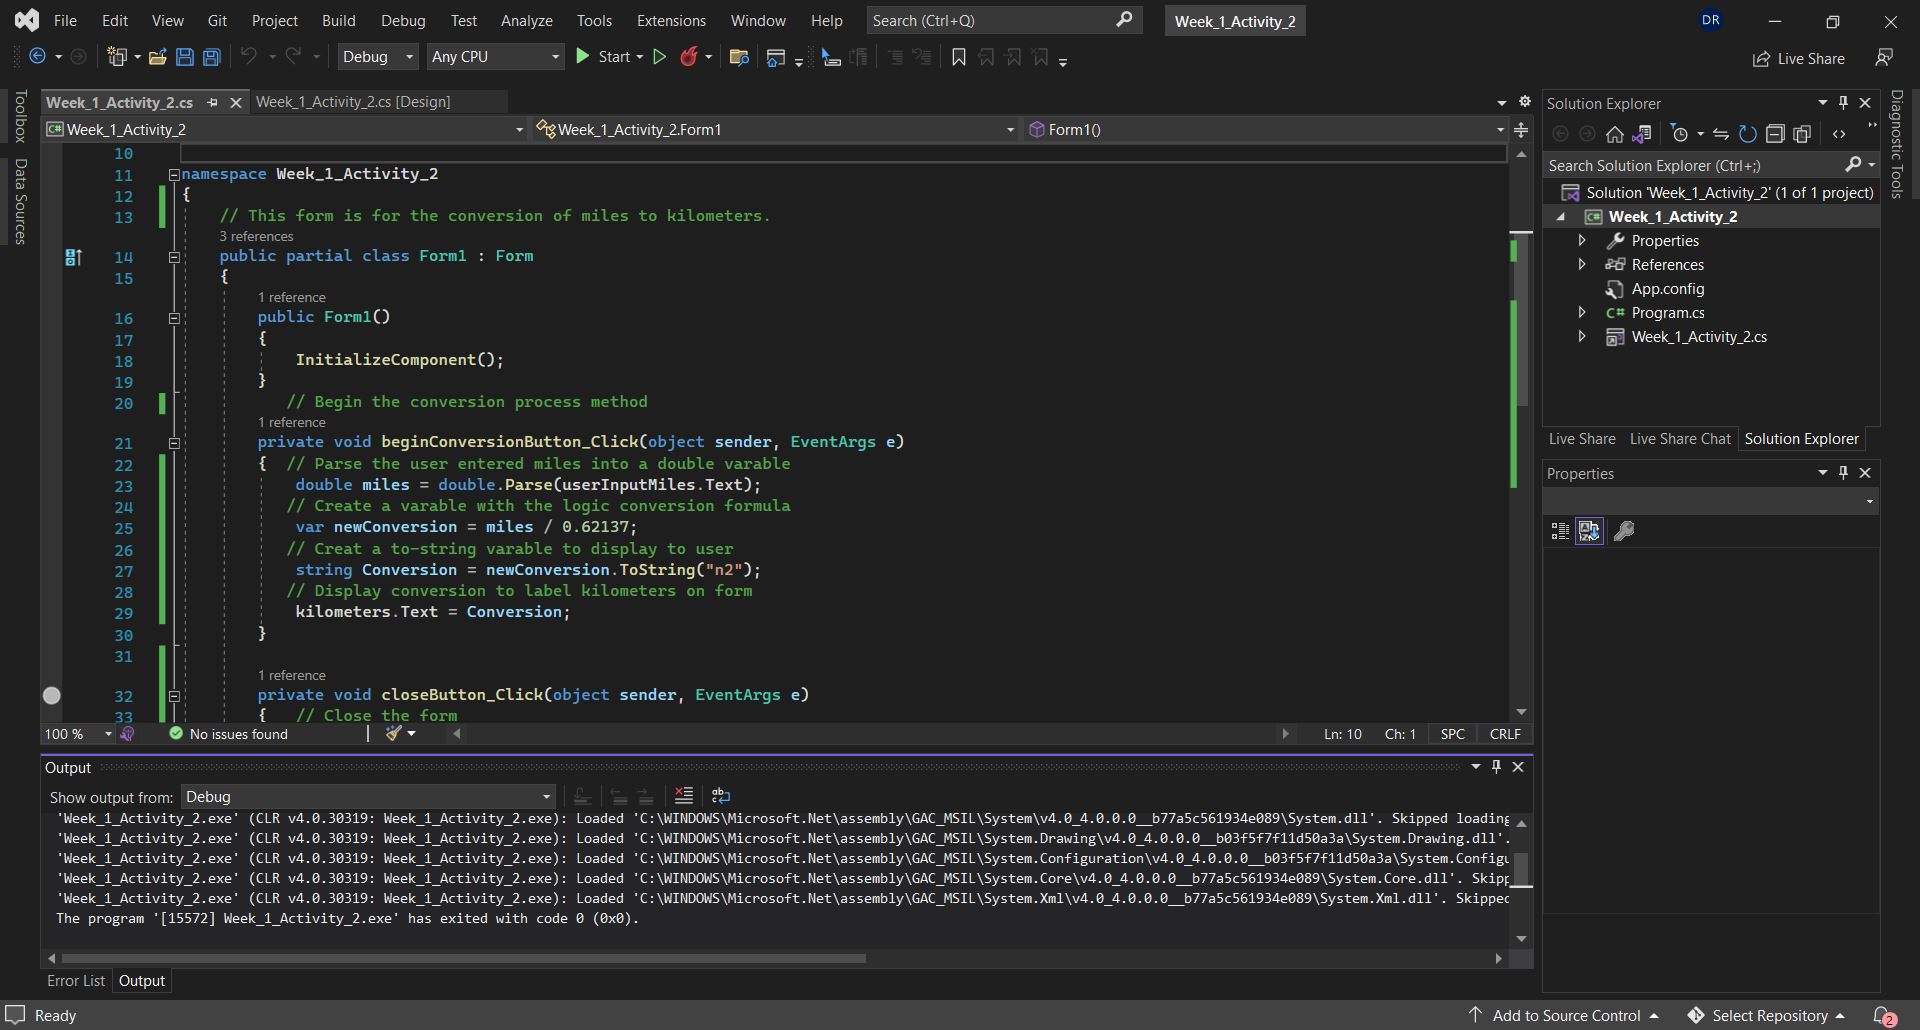 File Edit View Git Project Build Debug Test Analyze Tools Extensions Window Help Search (Ctrl+Q) Week_1_Activity_2 DR
Debug Any CPU Start Live Share
Toolbox
Data Sources
Week_1_Activity_2.cs Week_1_Activity_2.cs [Design]
Week_1_Activity_2 Week_1_Activity_2.Form1 Form1()
10
11 namespace Week_1_Activity_2
12 {
13 // This form is for the conversion of miles to kilometers.
3 references
14 public partial class Form1 : Form
15 {
1 reference
16 public Form1()
17 {
18 InitializeComponent();
19 }
20 // Begin the conversion process method
1 reference
21 private void beginConversionButton_Click(object sender, EventArgs e)
22 { // Parse the user entered miles into a double varable
23 double miles = double.Parse(userInputMiles.Text);
24 // Create a variable with the logic conversion formula
25 var newConversion = miles / 0.62137;
26 // Creat a to-string variable to display to user
27 string Conversion = newConversion.ToString("n2");
28 // Display conversion to label kilometers on form
29 kilometers.Text = Conversion;
30 }
31
1 reference
32 private void closeButton_Click(object sender, EventArgs e)
33 { // Close the form
100 % No issues found Ln: 10 Ch: 1 SPC CRLF
Output
Show output from: Debug
'Week_1_Activity_2.exe' (CLR v4.0.30319: Week_1_Activity_2.exe): Loaded 'C:\WINDOWS\Microsoft.Net\assembly\GAC_MSIL\System\v4.0_4.0.0.0__b77a5c561934e089\System.dll'. Skipped loading
'Week_1_Activity_2.exe' (CLR v4.0.30319: Week_1_Activity_2.exe): Loaded 'C:\WINDOWS\Microsoft.Net\assembly\GAC_MSIL\System.Drawing\v4.0_4.0.0.0__b03f5f7f11d50a3a\System.Drawing.dll'.
'Week_1_Activity_2.exe' (CLR v4.0.30319: Week_1_Activity_2.exe): Loaded 'C:\WINDOWS\Microsoft.Net\assembly\GAC_MSIL\System.Configuration\v4.0_4.0.0.0__b03f5f7f11d50a3a\System.Configu
'Week_1_Activity_2.exe' (CLR v4.0.30319: Week_1_Activity_2.exe): Loaded 'C:\WINDOWS\Microsoft.Net\assembly\GAC_MSIL\System.Core\v4.0_4.0.0.0__b77a5c561934e089\System.Core.dll'. Skipp
'Week_1_Activity_2.exe' (CLR v4.0.30319: Week_1_Activity_2.exe): Loaded 'C:\WINDOWS\Microsoft.Net\assembly\GAC_MSIL\System.Xml\v4.0_4.0.0.0__b77a5c561934e089\System.Xml.dll'. Skipped
The program '[15572] Week_1_Activity_2.exe' has exited with code 0 (0x0).
Error List Output
Solution Explorer
Search Solution Explorer (Ctrl+;)
Solution 'Week_1_Activity_2' (1 of 1 project)
Week_1_Activity_2
Properties
References
App.config
C# Program.cs
Week_1_Activity_2.cs
Live Share Live Share Chat Solution Explorer
Properties
Diagnostic Tools
Ready Add to Source Control Select Repository 2